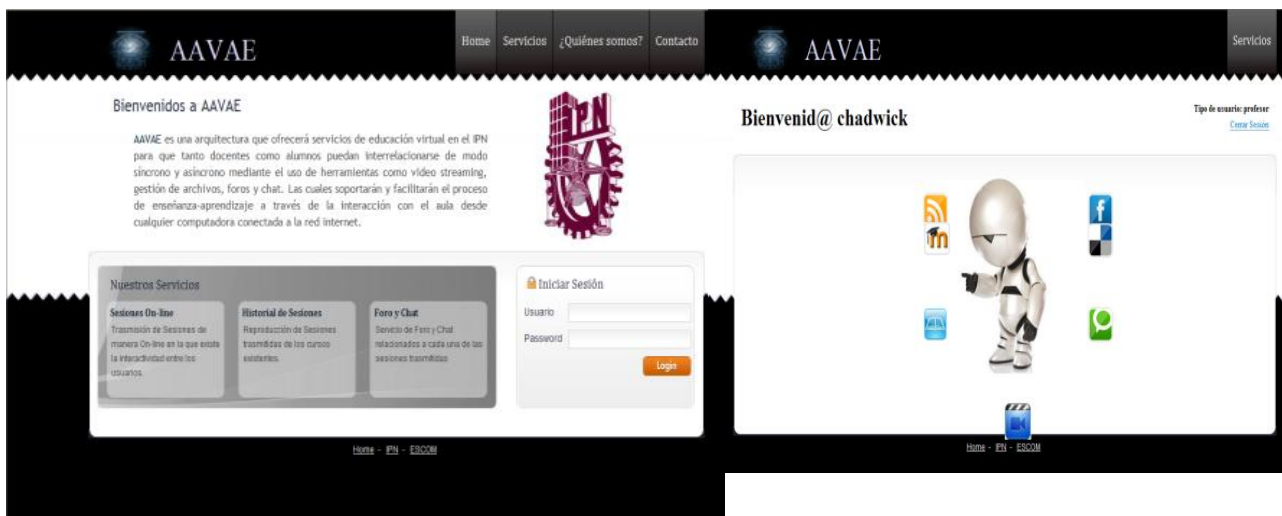 AAVAE
Home Servicios ¿Quiénes somos? Contacto
Bienvenidos a AAVAE
AAVAE es una arquitectura que ofrecerá servicios de educación virtual en el IPN
para que tanto docentes como alumnos puedan interrelacionarse de modo
síncrono y asíncrono mediante el uso de herramientas como video streaming,
gestión de archivos, foros y chat. Las cuales soportarán y facilitarán el proceso
de enseñanza-aprendizaje a través de la interacción con el aula desde
cualquier computadora conectada a la red internet.
IPN
Nuestros Servicios
Sesiones On-line
Trasmisión de Sesiones de
manera On-line en la que existe
la interactividad entre los
usuarios.
Historial de Sesiones
Reproducción de Sesiones
trasmitidas de los cursos
existentes.
Foro y Chat
Servicio de Foro y Chat
relacionados a cada una de las
sesiones trasmitidas
Iniciar Sesión
Usuario
Password
Login
Home - IPN - ESCOM
AAVAE
Servicios
Bienvenid@ chadwick
Tipo de usuario: profesor
Cerrar Sesión
Home - IPN - ESCOM